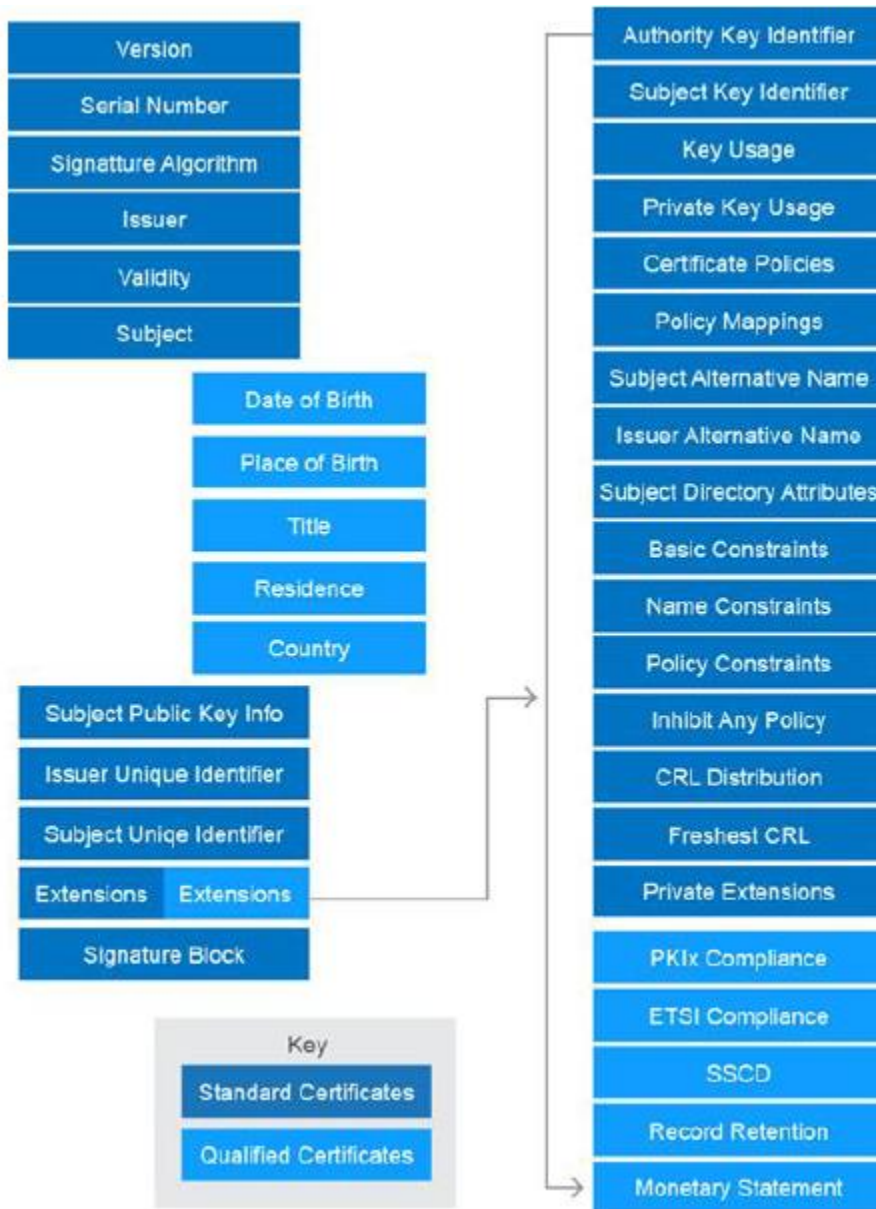 Version
Serial Number
Signatture Algorithm
Issuer
Validity
Subject
Date of Birth
Place of Birth
Title
Residence
Country
Subject Public Key Info
Issuer Unique Identifier
Subject Uniqe Identifier
Extensions Extensions
Signature Block
Key
Standard Certificates
Qualified Certificates
Authority Key Identifier
Subject Key Identifier
Key Usage
Private Key Usage
Certificate Policies
Policy Mappings
Subject Alternative Name
Issuer Alternative Name
Subject Directory Attributes
Basic Constraints
Name Constraints
Policy Constraints
Inhibit Any Policy
CRL Distribution
Freshest CRL
Private Extensions
PKIx Compliance
ETSI Compliance
SSCD
Record Retention
Monetary Statement